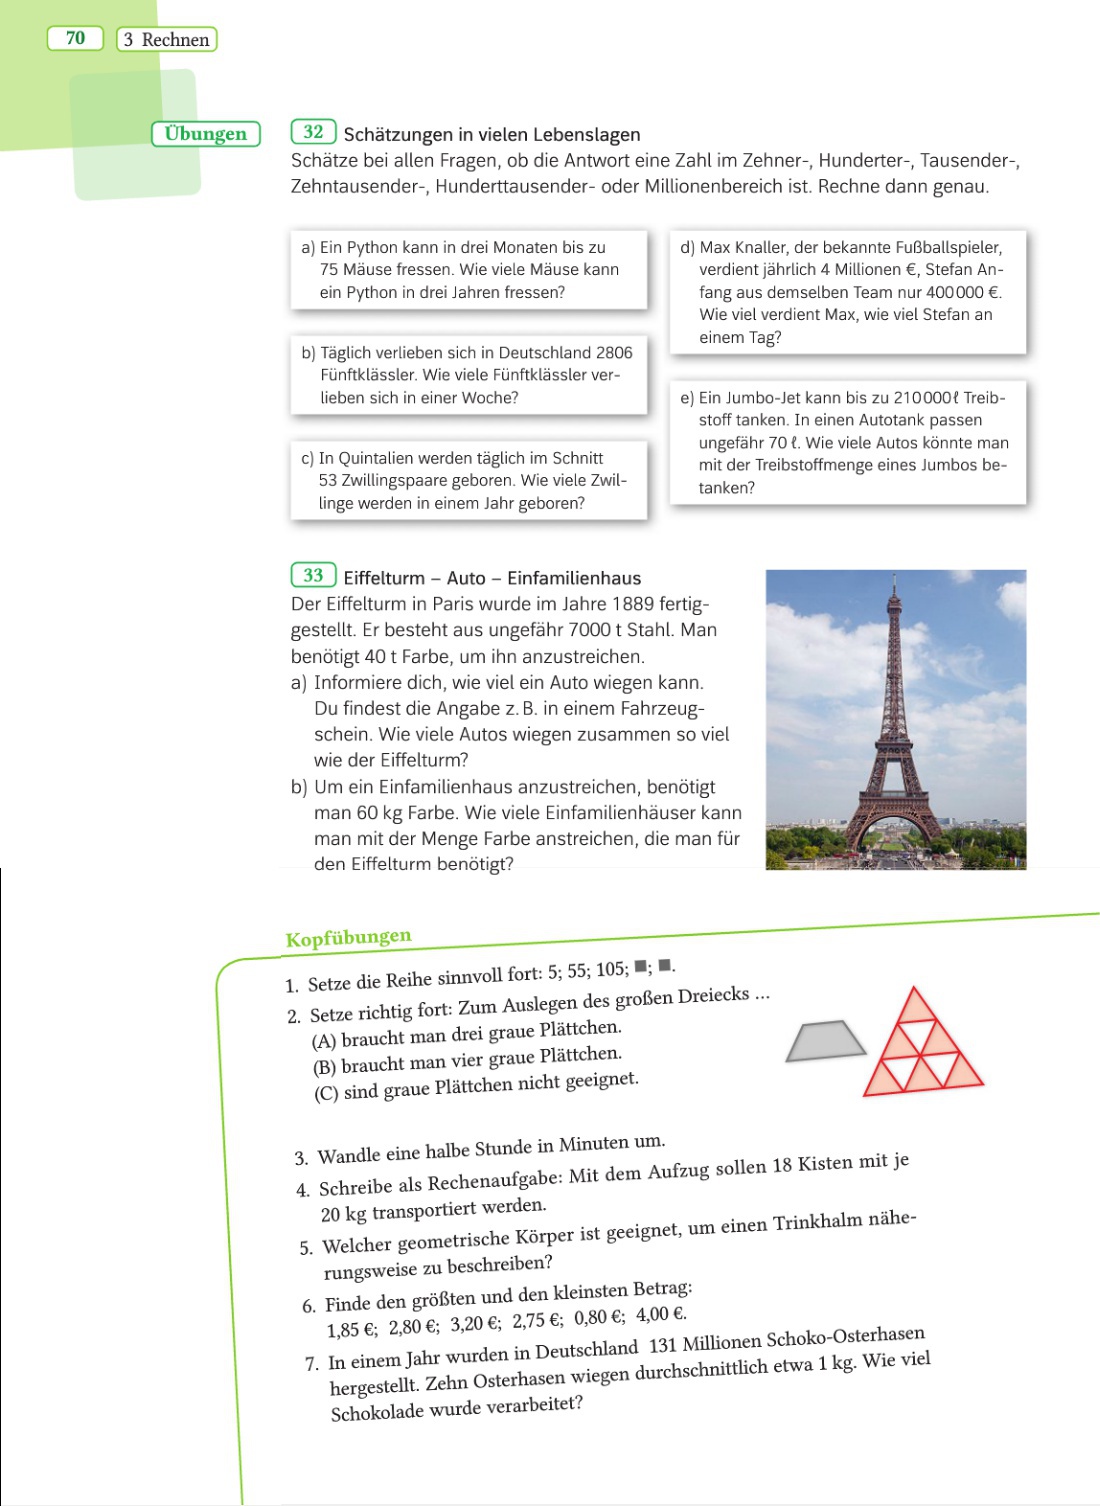 70
3 Rechnen
Übungen
32 Schätzungen in vielen Lebenslagen
Schätze bei allen Fragen, ob die Antwort eine Zahl im Zehner-, Hunderter-, Tausender-,
Zehntausender-, Hunderttausender- oder Millionenbereich ist. Rechne dann genau.
a) Ein Python kann in drei Monaten bis zu
75 Mäuse fressen. Wie viele Mäuse kann
ein Python in drei Jahren fressen?
b) Täglich verlieben sich in Deutschland 2806
Fünftklässler. Wie viele Fünftklässler ver-
lieben sich in einer Woche?
c) In Quintalien werden täglich im Schnitt
53 Zwillingspaare geboren. Wie viele Zwil-
linge werden in einem Jahr geboren?
d) Max Knaller, der bekannte Fußballspieler,
verdient jährlich 4 Millionen €, Stefan An-
fang aus demselben Team nur 400 000 €.
Wie viel verdient Max, wie viel Stefan an
einem Tag?
e) Ein Jumbo-Jet kann bis zu 210 000 ℓ Treib-
stoff tanken. In einen Autotank passen
ungefähr 70 ℓ. Wie viele Autos könnte man
mit der Treibstoffmenge eines Jumbos be-
tanken?
33 Eiffelturm – Auto – Einfamilienhaus
Der Eiffelturm in Paris wurde im Jahre 1889 fertig-
gestellt. Er besteht aus ungefähr 7000 t Stahl. Man
benötigt 40 t Farbe, um ihn anzustreichen.
a) Informiere dich, wie viel ein Auto wiegen kann.
Du findest die Angabe z. B. in einem Fahrzeug-
schein. Wie viele Autos wiegen zusammen so viel
wie der Eiffelturm?
b) Um ein Einfamilienhaus anzustreichen, benötigt
man 60 kg Farbe. Wie viele Einfamilienhäuser kann
man mit der Menge Farbe anstreichen, die man für
den Eiffelturm benötigt?
Kopfübungen
1. Setze die Reihe sinnvoll fort: 5; 55; 105; ■; ■.
2. Setze richtig fort: Zum Auslegen des großen Dreiecks ...
(A) braucht man drei graue Plättchen.
(B) braucht man vier graue Plättchen.
(C) sind graue Plättchen nicht geeignet.
3. Wandle eine halbe Stunde in Minuten um.
4. Schreibe als Rechenaufgabe: Mit dem Aufzug sollen 18 Kisten mit je
20 kg transportiert werden.
5. Welcher geometrische Körper ist geeignet, um einen Trinkhalm nähe-
rungsweise zu beschreiben?
6. Finde den größten und den kleinsten Betrag:
1,85 €; 2,80 €; 3,20 €; 2,75 €; 0,80 €; 4,00 €.
7. In einem Jahr wurden in Deutschland 131 Millionen Schoko-Osterhasen
hergestellt. Zehn Osterhasen wiegen durchschnittlich etwa 1 kg. Wie viel
Schokolade wurde verarbeitet?